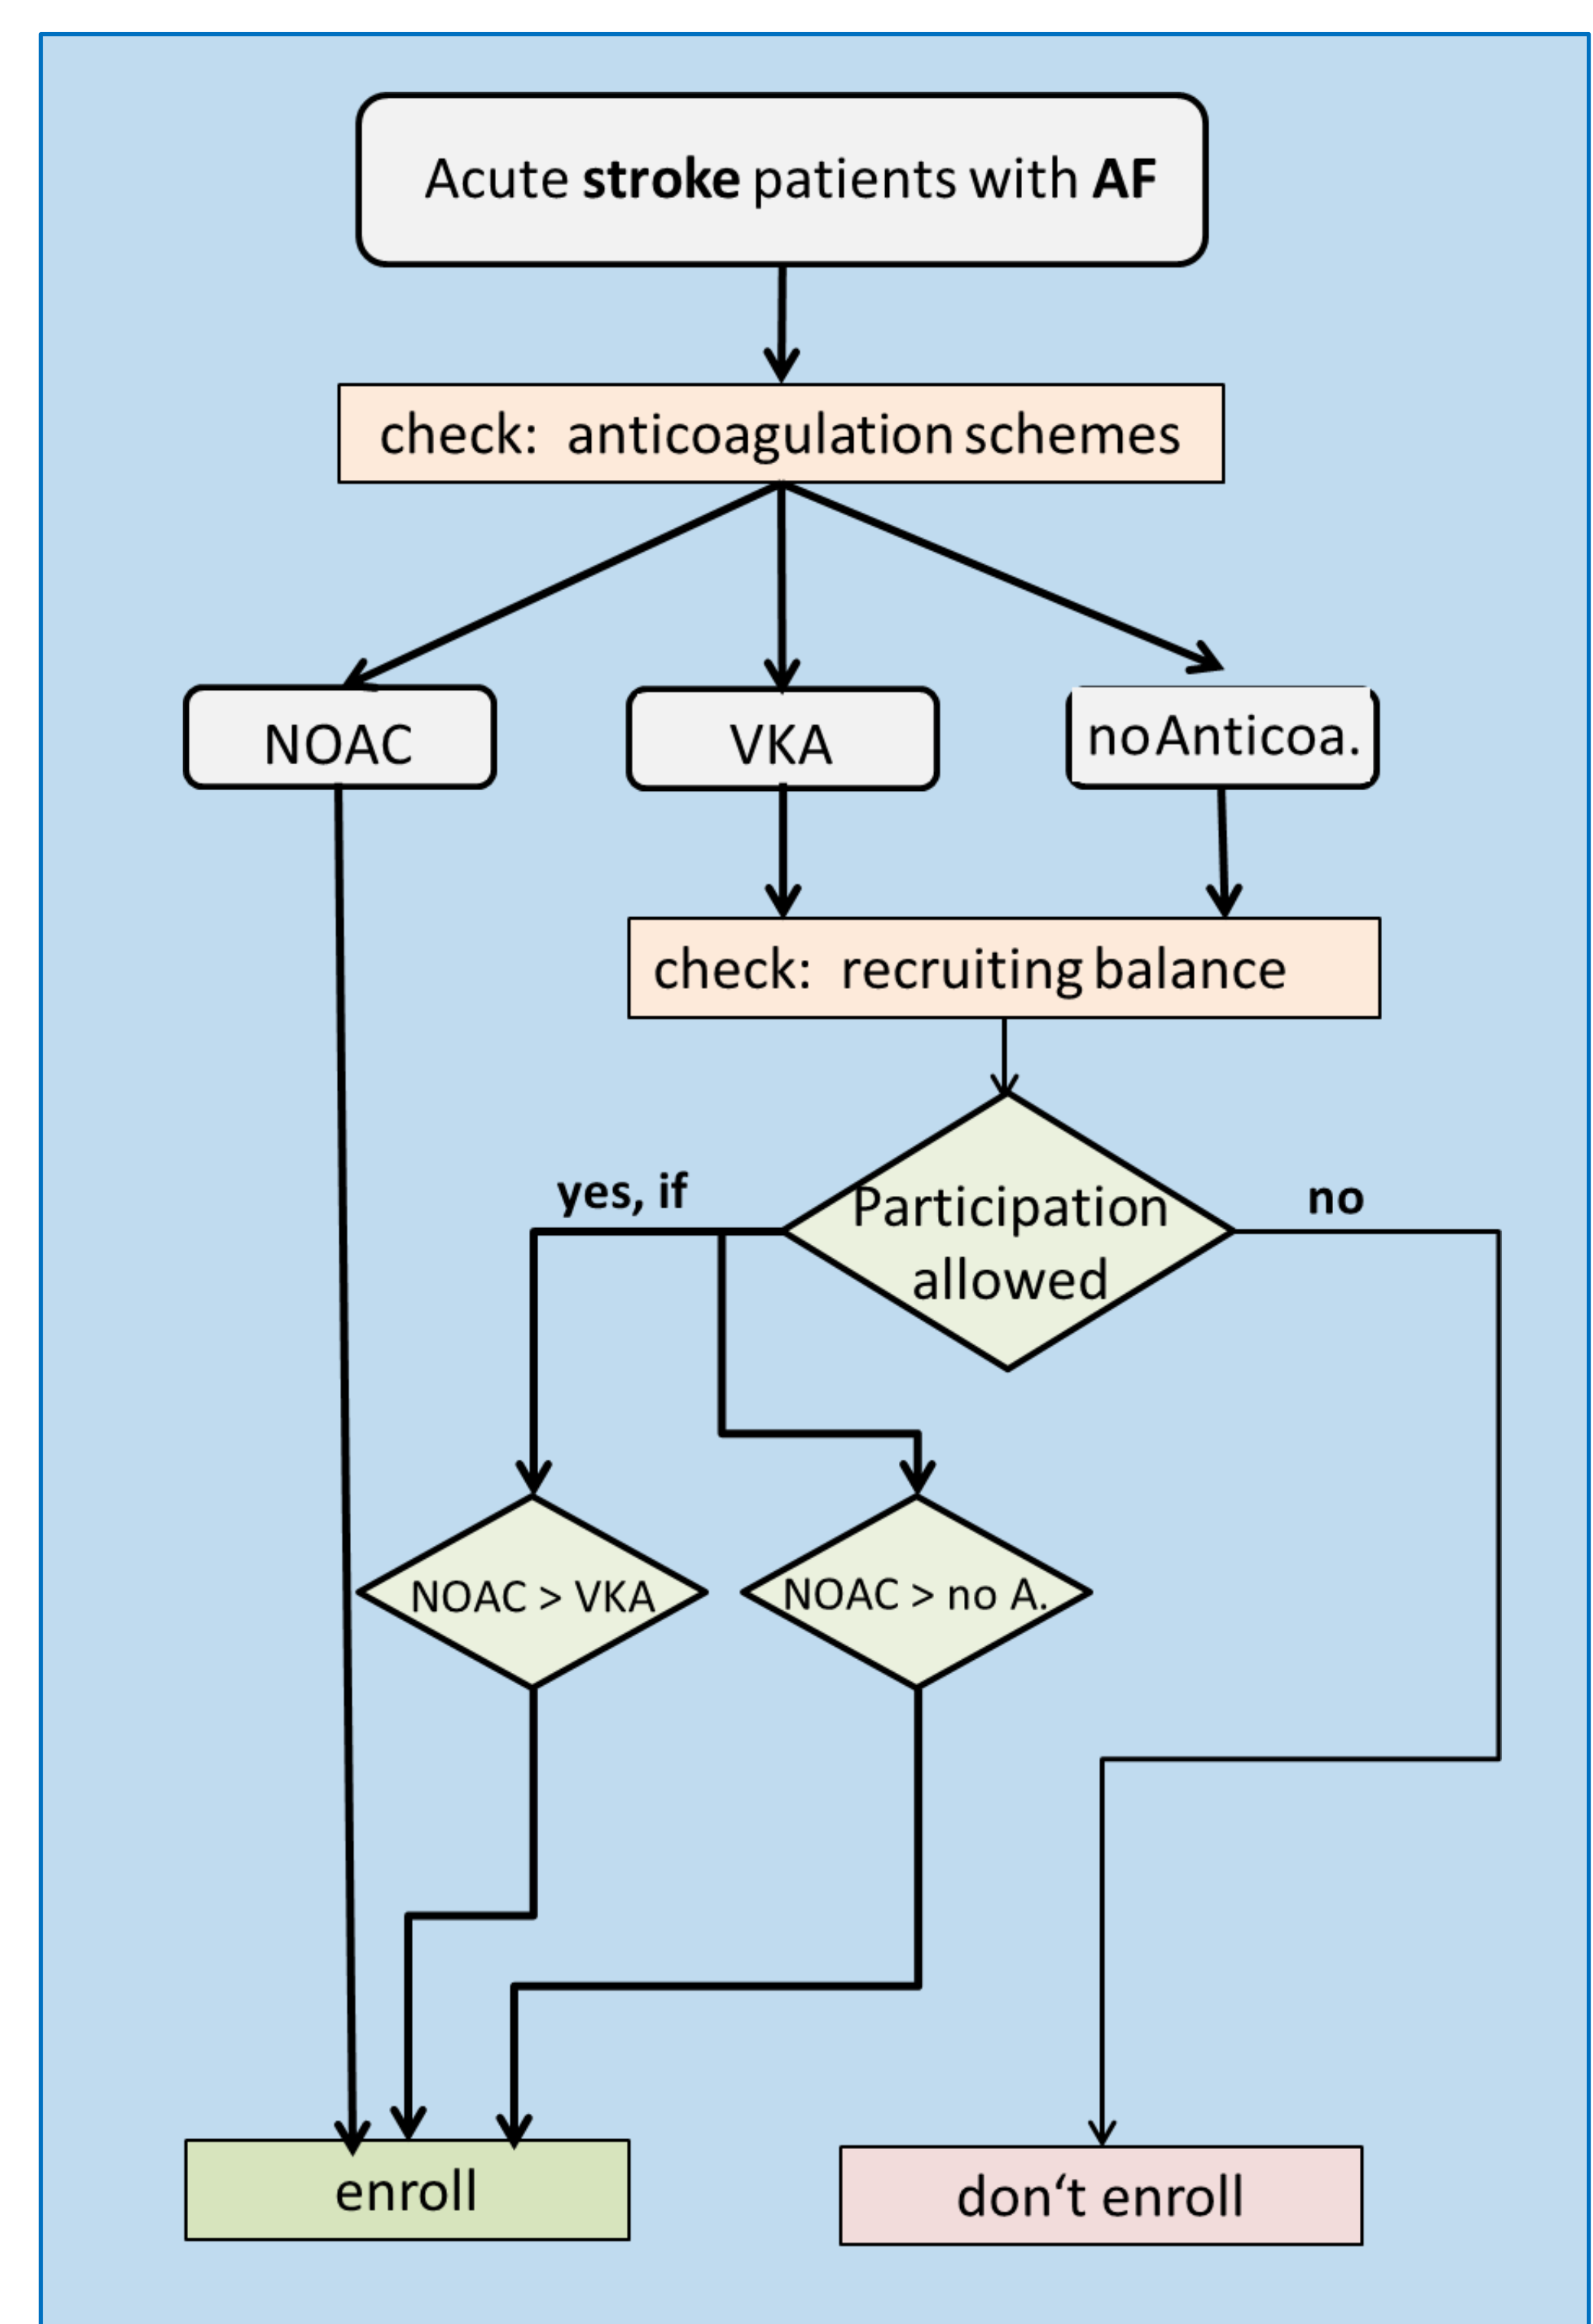 Acute stroke patients with AF
check: anticoagulation schemes
NOAC
VKA
noAnticoa.
check: recruiting balance
yes, if
Participation
allowed
no
NOAC > VKA
NOAC > no A.
enroll
don‘t enroll